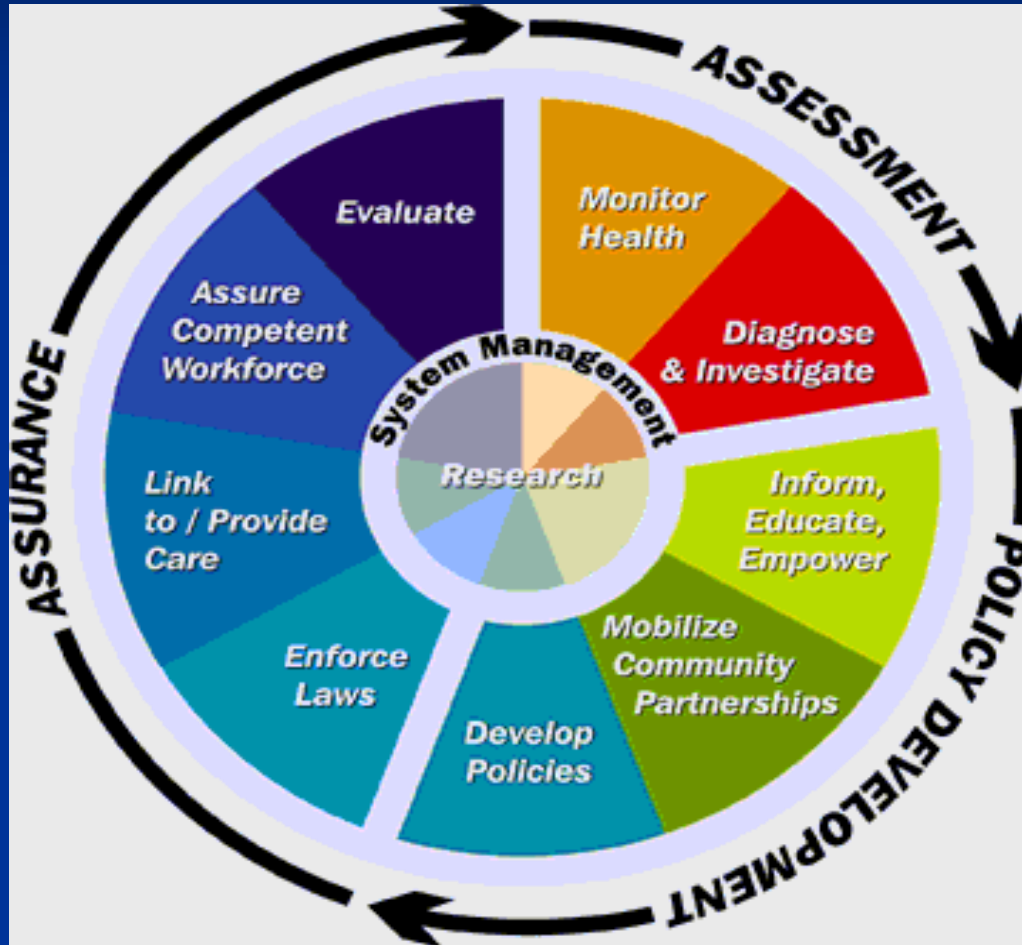 ASSESSMENT
POLICY DEVELOPMENT
ASSURANCE
Monitor
Health
Diagnose
& Investigate
Inform,
Educate,
Empower
Mobilize
Community
Partnerships
Develop
Policies
Enforce
Laws
Link
to / Provide
Care
Assure
Competent
Workforce
Evaluate
System Management
Research